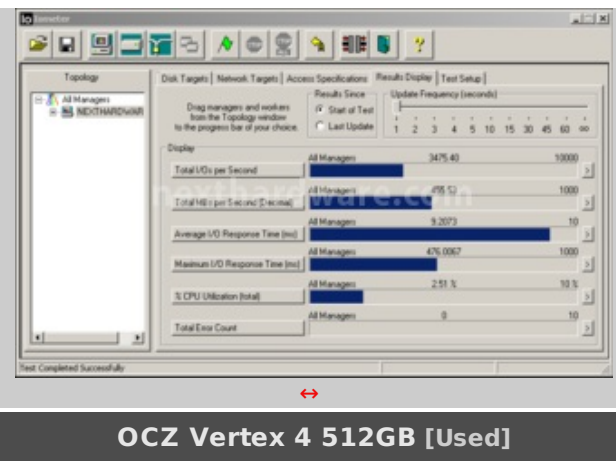 Iometer
Topology
All Managers
Disk Targets
Network Targets
Access Specifications
Results Display
Test Setup
Drag managers and workers
from the Topology window
to the progress bar of your choice.
Results Since
Start of Test
Last Update
Update Frequency (seconds)
1 2 3 4 5 10 15 30 45 60 ∞
Display
Total I/Os per Second
All Managers 3475.40 10000
Total MBs per Second (Decimal)
All Managers 1000
nexthardware.com
Average I/O Response Time (ms)
All Managers 9.2073 10
Maximum I/O Response Time (ms)
All Managers 476.0067 1000
% CPU Utilization (total)
All Managers 2.51 % 10 %
Total Error Count
All Managers 0 10
Test Completed Successfully
OCZ Vertex 4 512GB [Used]